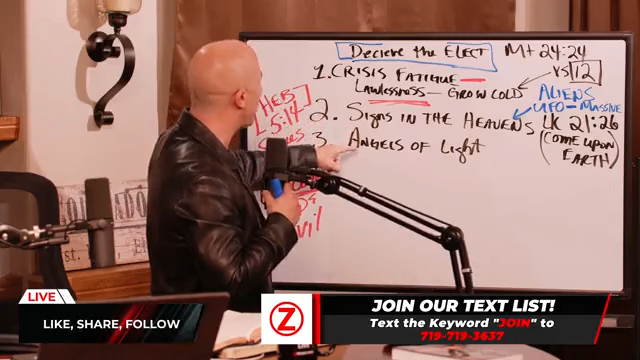 Decieve the Elect
Mt 24:24
1. Crisis Fatigue
vs 12
Lawlessness - Grow Colds
Aliens
UFO - Massive
Heb
5:14
2. Signs in the Heavens
Lk 21:26
(Come upon
Earth)
3. Angels of Light
LIVE
LIKE, SHARE, FOLLOW
Z
JOIN OUR TEXT LIST!
Text the Keyword "JOIN" to
719-719-3637